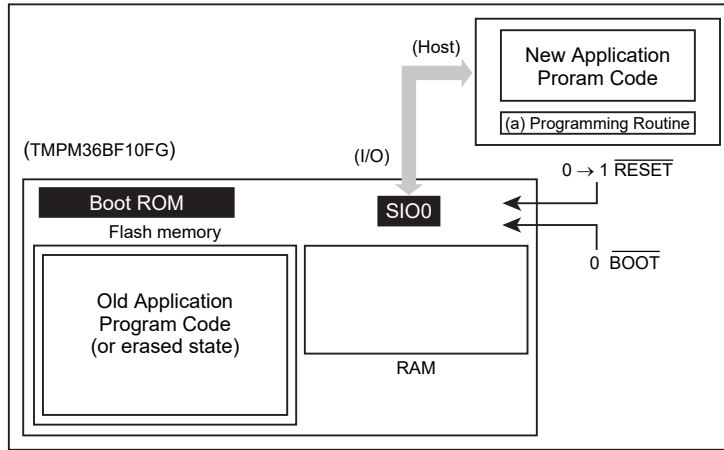 (Host)
New Application
Proram Code
(a) Programming Routine
(TMPM36BF10FG)
(I/O)
0 → 1 RESET
Boot ROM
SIO0
Flash memory
0 BOOT
Old Application
Program Code
(or erased state)
RAM